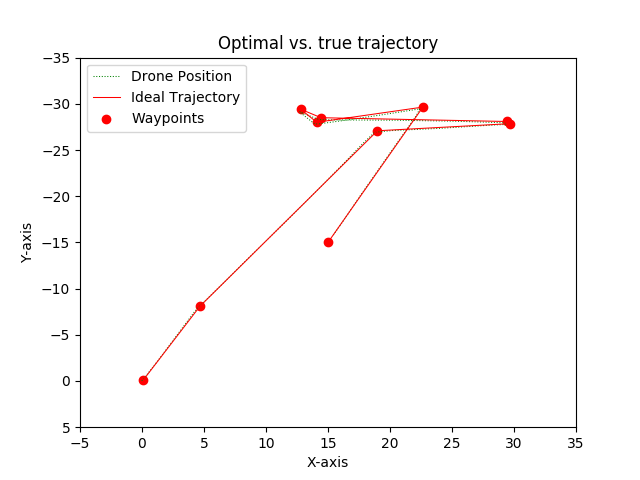 Optimal vs. true trajectory
Drone Position
Ideal Trajectory
Waypoints
−35
−30
−25
−20
−15
−10
−5
0
5
Y-axis
−5 0 5 10 15 20 25 30 35
X-axis